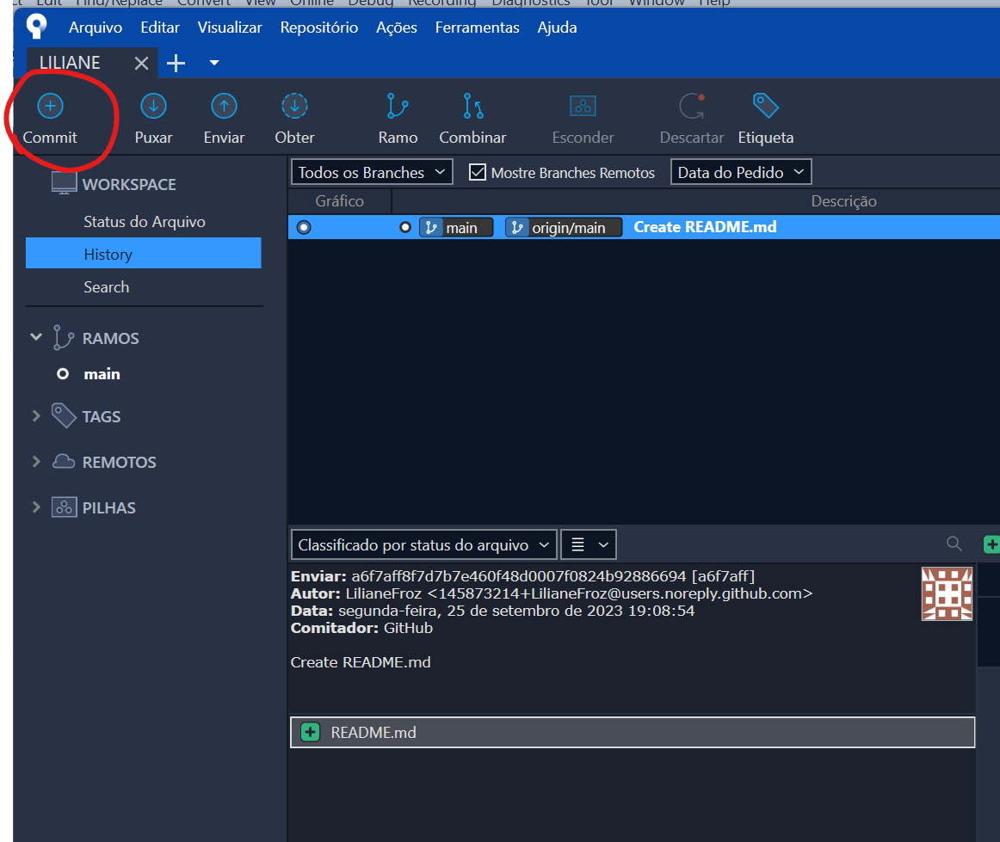 Edit Find/Replace Convert View Online Debug Recording Diagnostics Tool Window Help
Arquivo Editar Visualizar Repositório Ações Ferramentas Ajuda
LILIANE
Commit Puxar Enviar Obter Ramo Combinar Esconder Descartar Etiqueta
WORKSPACE
Status do Arquivo
History
Search
RAMOS
main
TAGS
REMOTOS
PILHAS
Todos os Branches Mostre Branches Remotos Data do Pedido
Gráfico Descrição
main origin/main Create README.md
Classificado por status do arquivo
Enviar: a6f7aff8f7d7b7e460f48d0007f0824b92886694 [a6f7aff]
Autor: LilianeFroz <145873214+LilianeFroz@users.noreply.github.com>
Data: segunda-feira, 25 de setembro de 2023 19:08:54
Comitador: GitHub
Create README.md
README.md